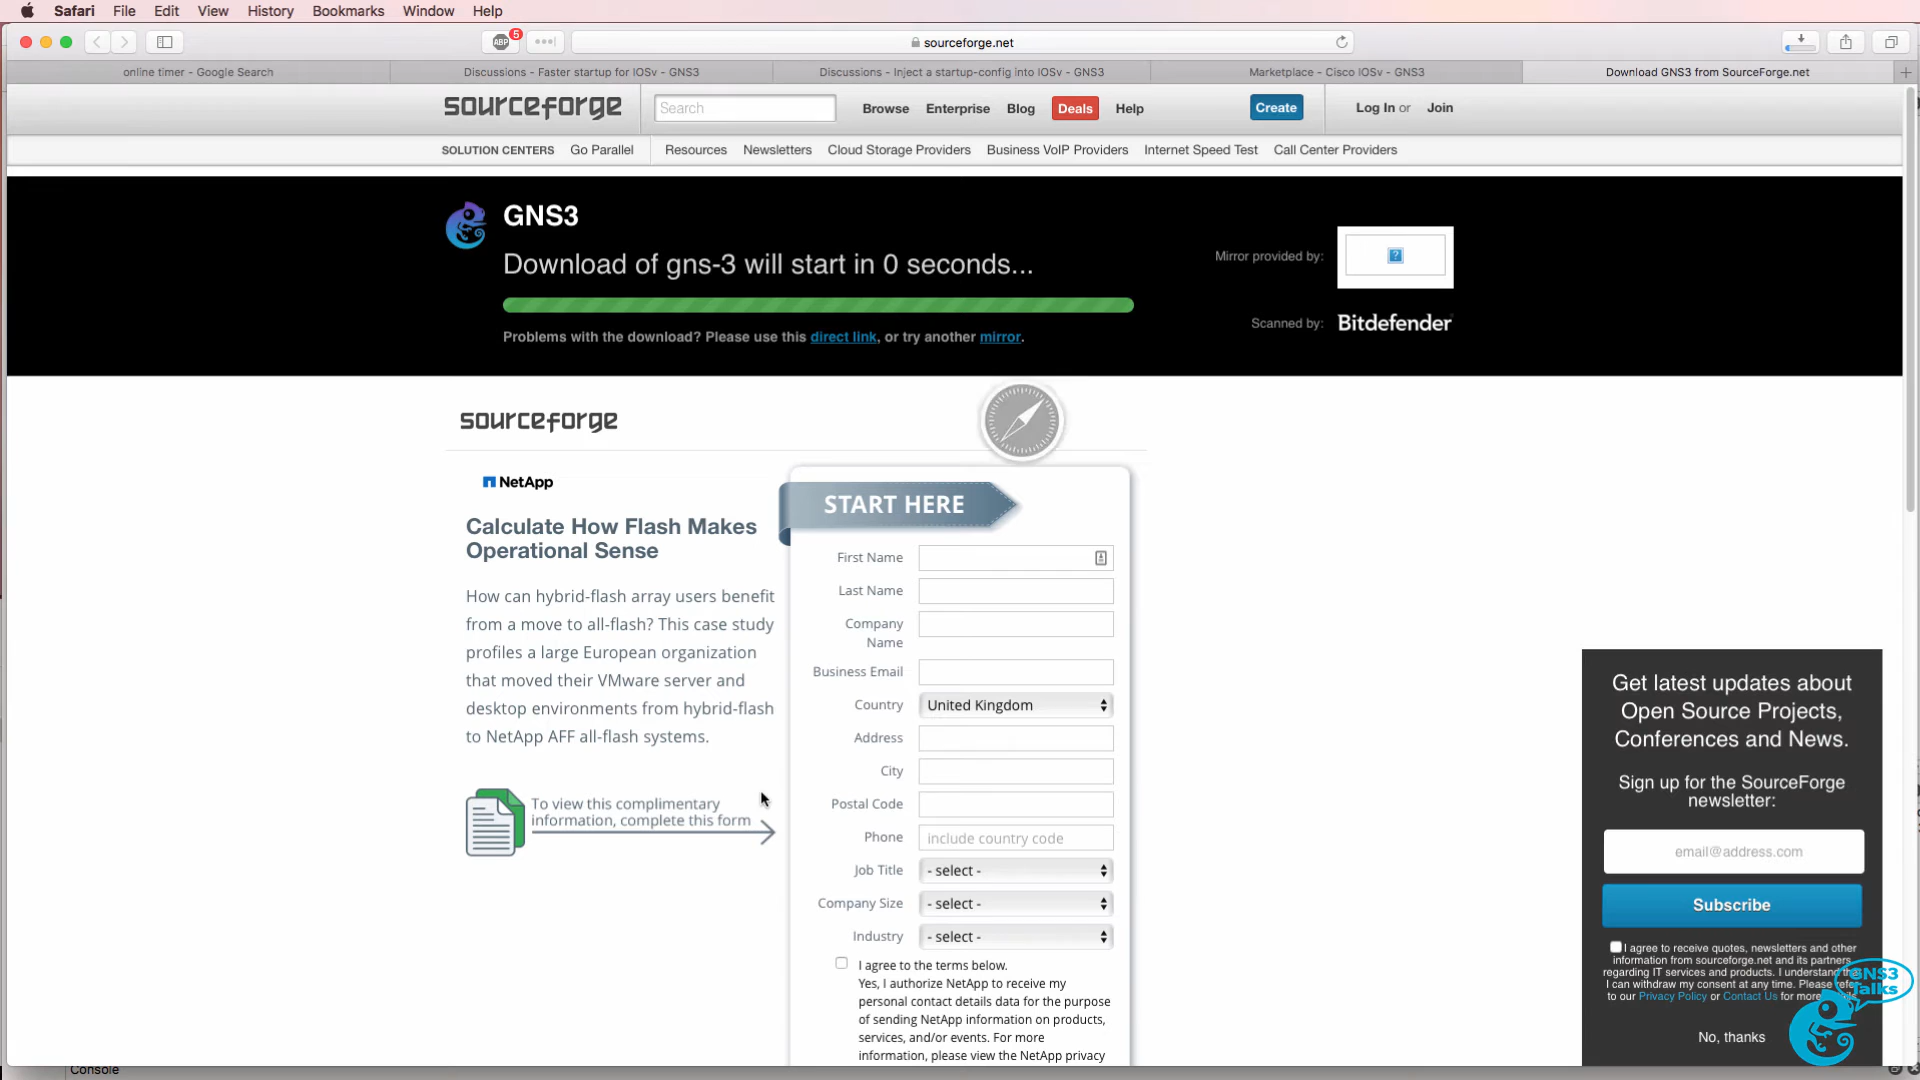 Safari File Edit View History Bookmarks Window Help
ABP 5
sourceforge.net
online timer - Google Search
Discussions - Faster startup for IOSv - GNS3
Discussions - Inject a startup-config into IOSv - GNS3
Marketplace - Cisco IOSv - GNS3
Download GNS3 from SourceForge.net
sourceforge
Search
Browse Enterprise Blog Deals Help
Create
Log In or Join
SOLUTION CENTERS Go Parallel Resources Newsletters Cloud Storage Providers Business VoIP Providers Internet Speed Test Call Center Providers
GNS3
Download of gns-3 will start in 0 seconds...
Problems with the download? Please use this direct link, or try another mirror.
Mirror provided by:
Scanned by: Bitdefender
sourceforge
NetApp
Calculate How Flash Makes
Operational Sense
How can hybrid-flash array users benefit
from a move to all-flash? This case study
profiles a large European organization
that moved their VMware server and
desktop environments from hybrid-flash
to NetApp AFF all-flash systems.
To view this complimentary
information, complete this form
START HERE
First Name
Last Name
Company
Name
Business Email
Country United Kingdom
Address
City
Postal Code
Phone include country code
Job Title - select -
Company Size - select -
Industry - select -
I agree to the terms below.
Yes, I authorize NetApp to receive my
personal contact details data for the purpose
of sending NetApp information on products,
services, and/or events. For more
information, please view the NetApp privacy
Get latest updates about
Open Source Projects,
Conferences and News.
Sign up for the SourceForge
newsletter:
email@address.com
Subscribe
I agree to receive quotes, newsletters and other
information from sourceforge.net and its partners
regarding IT services and products. I understand
I can withdraw my consent at any time. Please
to our Privacy Policy or Contact Us for
No, thanks
GNS3
Talks
Console